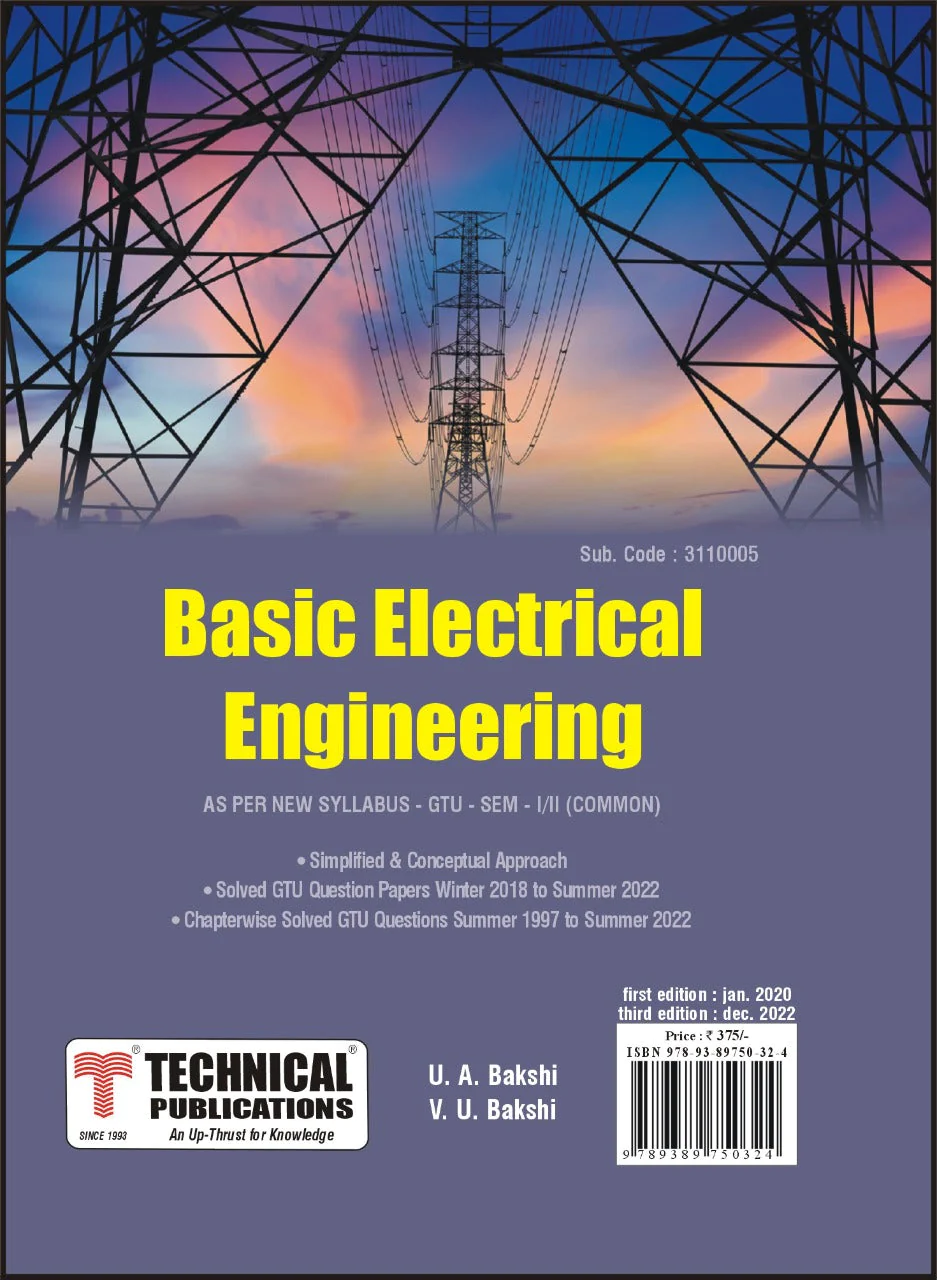 Sub. Code : 3110005
Basic Electrical
Engineering
AS PER NEW SYLLABUS - GTU - SEM - I/II (COMMON)
• Simplified & Conceptual Approach
• Solved GTU Question Papers Winter 2018 to Summer 2022
• Chapterwise Solved GTU Questions Summer 1997 to Summer 2022
first edition : jan. 2020
third edition : dec. 2022
Price : ₹ 375/-
ISBN 978-93-89750-32-4
9 789389 750324
® TECHNICAL ®
PUBLICATIONS
SINCE 1993 An Up-Thrust for Knowledge
U. A. Bakshi
V. U. Bakshi